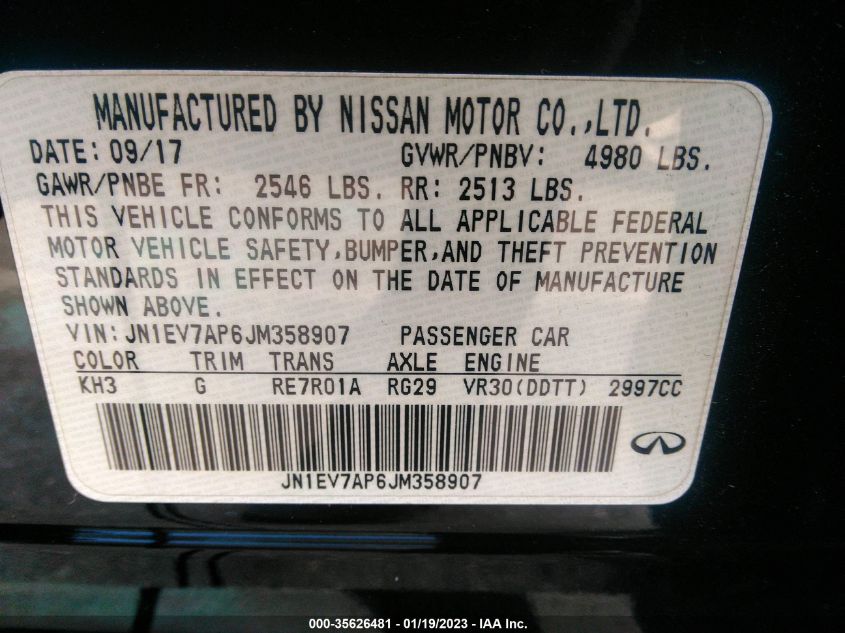 MANUFACTURED BY NISSAN MOTOR CO.,LTD.
DATE: 09/17 GVWR/PNBV: 4980 LBS.
GAWR/PNBE FR: 2546 LBS. RR: 2513 LBS.
THIS VEHICLE CONFORMS TO ALL APPLICABLE FEDERAL
MOTOR VEHICLE SAFETY,BUMPER,AND THEFT PREVENTION
STANDARDS IN EFFECT ON THE DATE OF MANUFACTURE
SHOWN ABOVE.
VIN:JN1EV7AP6JM358907 PASSENGER CAR
COLOR TRIM TRANS AXLE ENGINE
KH3 G RE7R01A RG29 VR30(DDTT) 2997CC
JN1EV7AP6JM358907
000-35626481 - 01/19/2023 - IAA Inc.